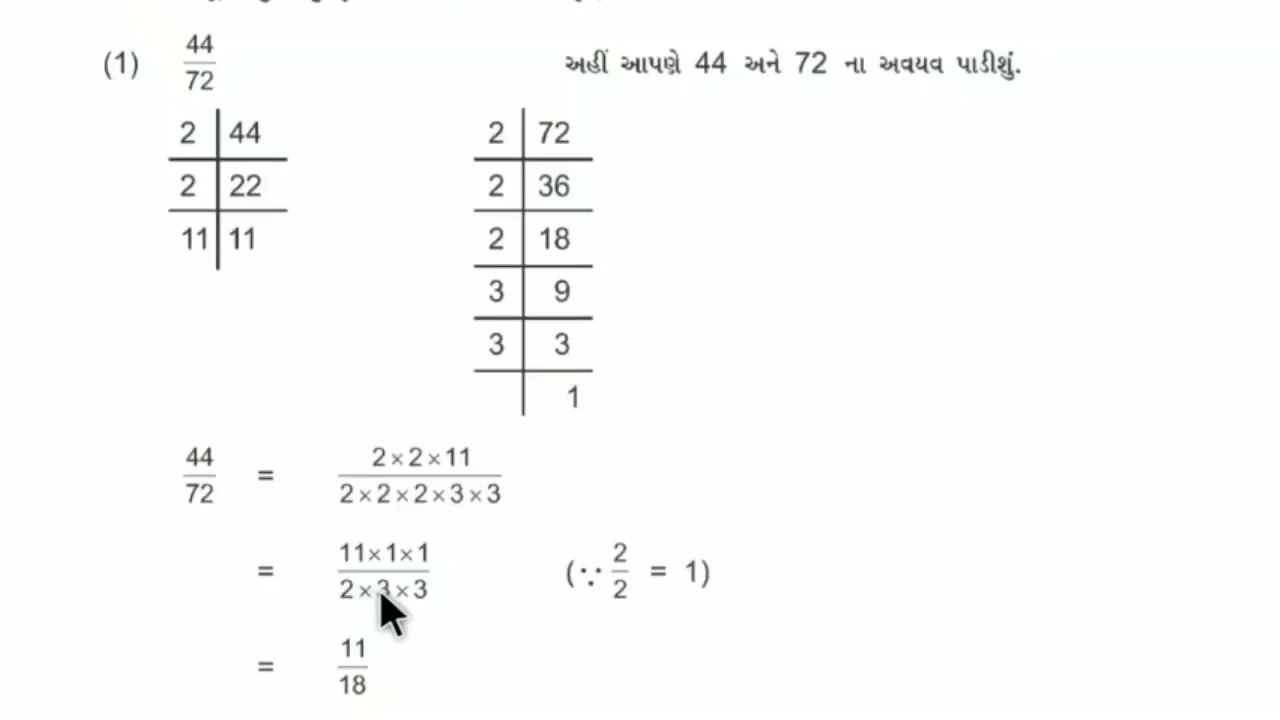 (1) 44/72 અહીં આપણે 44 અને 72 ના અવયવ પાડીશું.
2 | 44 2 | 72
2 | 22 2 | 36
11 | 11 2 | 18
3 | 9
3 | 3
1
44/72 = 2×2×11 / 2×2×2×3×3
= 11×1×1 / 2×3×3 (∵ 2/2 = 1)
= 11/18